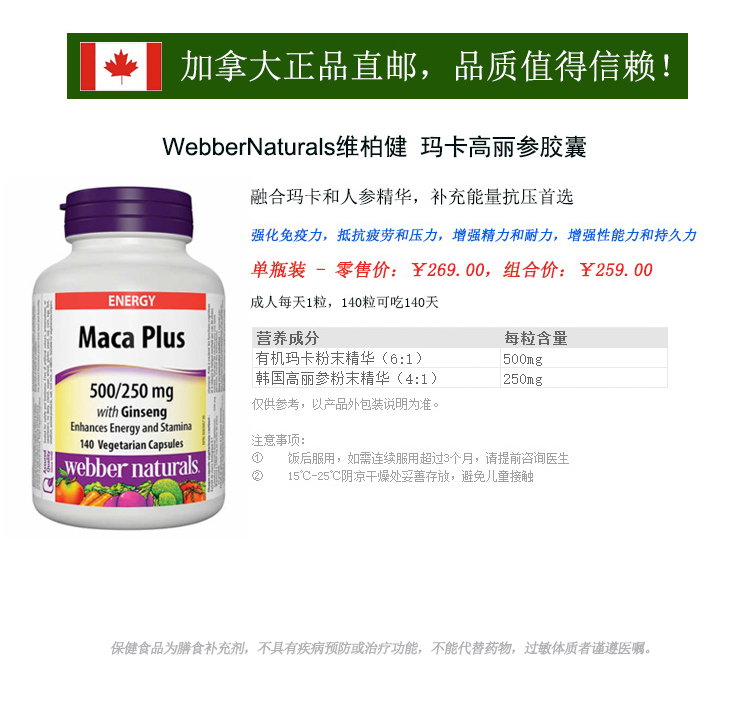 加拿大正品直邮，品质值得信赖！
WebberNaturals维柏健 玛卡高丽参胶囊
融合玛卡和人参精华，补充能量抗压首选
强化免疫力，抵抗疲劳和压力，增强精力和耐力，增强性能力和持久力
单瓶装 - 零售价：￥269.00，组合价：￥259.00
成人每天1粒，140粒可吃140天
营养成分 每粒含量
有机玛卡粉末精华（6:1） 500mg
韩国高丽参粉末精华（4:1） 250mg
仅供参考，以产品外包装说明为准。
注意事项：
① 饭后服用，如需连续服用超过3个月，请提前咨询医生
② 15℃-25℃阴凉干燥处妥善存放，避免儿童接触
ENERGY
Maca Plus
500/250 mg
with Ginseng
Enhances Energy and Stamina
140 Vegetarian Capsules
webber naturals.
保健食品为膳食补充剂，不具有疾病预防或治疗功能，不能代替药物，过敏体质者谨遵医嘱。